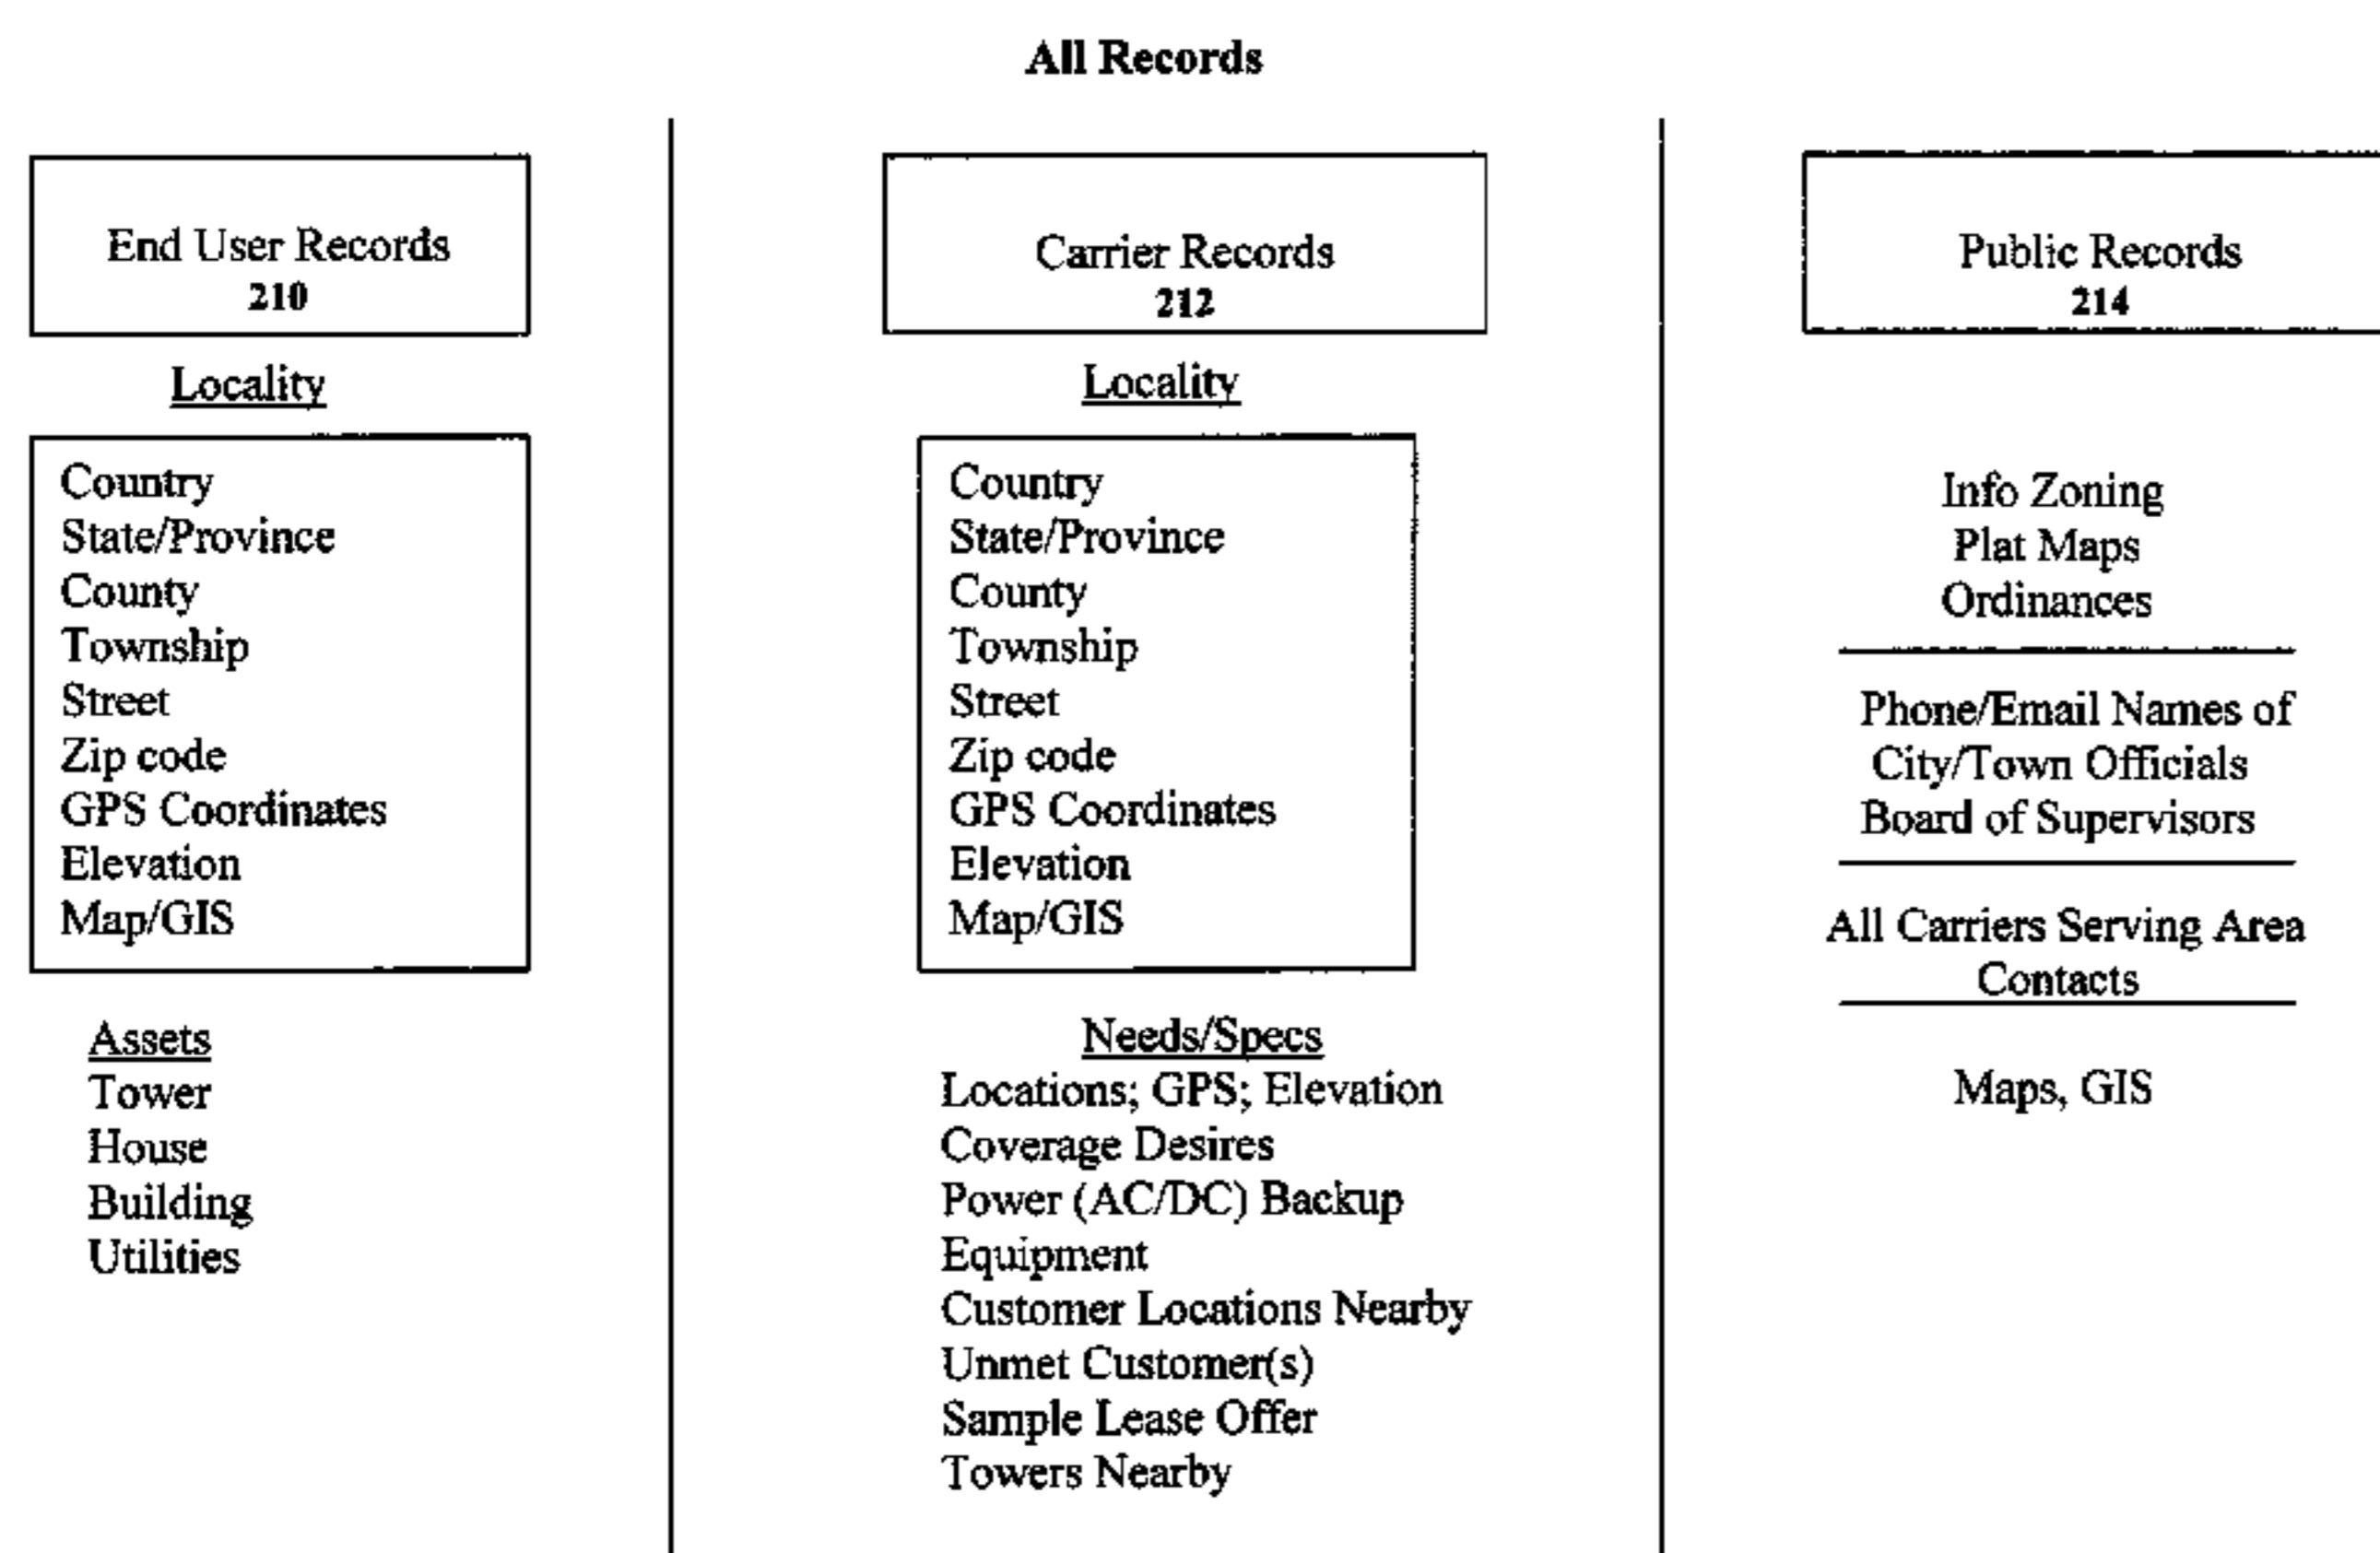 All Records
End User Records
210
Locality
Country
State/Province
County
Township
Street
Zip code
GPS Coordinates
Elevation
Map/GIS
Assets
Tower
House
Building
Utilities
Carrier Records
212
Locality
Country
State/Province
County
Township
Street
Zip code
GPS Coordinates
Elevation
Map/GIS
Needs/Specs
Locations; GPS; Elevation
Coverage Desires
Power (AC/DC) Backup
Equipment
Customer Locations Nearby
Unmet Customer(s)
Sample Lease Offer
Towers Nearby
Public Records
214
Info Zoning
Plat Maps
Ordinances
Phone/Email Names of
City/Town Officials
Board of Supervisors
All Carriers Serving Area
Contacts
Maps, GIS